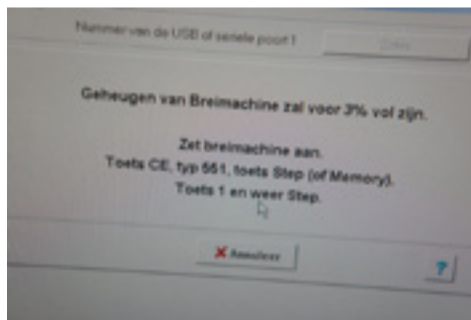 Nummer van de USB of seriele poort 1
Geheugen van Breimachine zal voor 3% vol zijn.
Zet breimachine aan.
Toets CE, typ 551, toets Step (of Memory).
Toets 1 en weer Step.
Annuleer
?